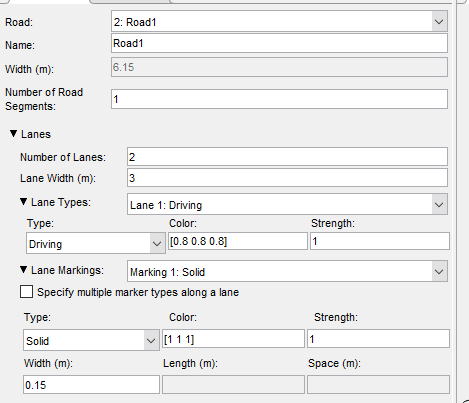 Road: 2: Road1
Name: Road1
Width (m): 6.15
Number of Road
Segments: 1
Lanes
Number of Lanes: 2
Lane Width (m): 3
Lane Types: Lane 1: Driving
Type: Color: Strength:
Driving [0.8 0.8 0.8] 1
Lane Markings: Marking 1: Solid
Specify multiple marker types along a lane
Type: Color: Strength:
Solid [1 1 1] 1
Width (m): Length (m): Space (m):
0.15